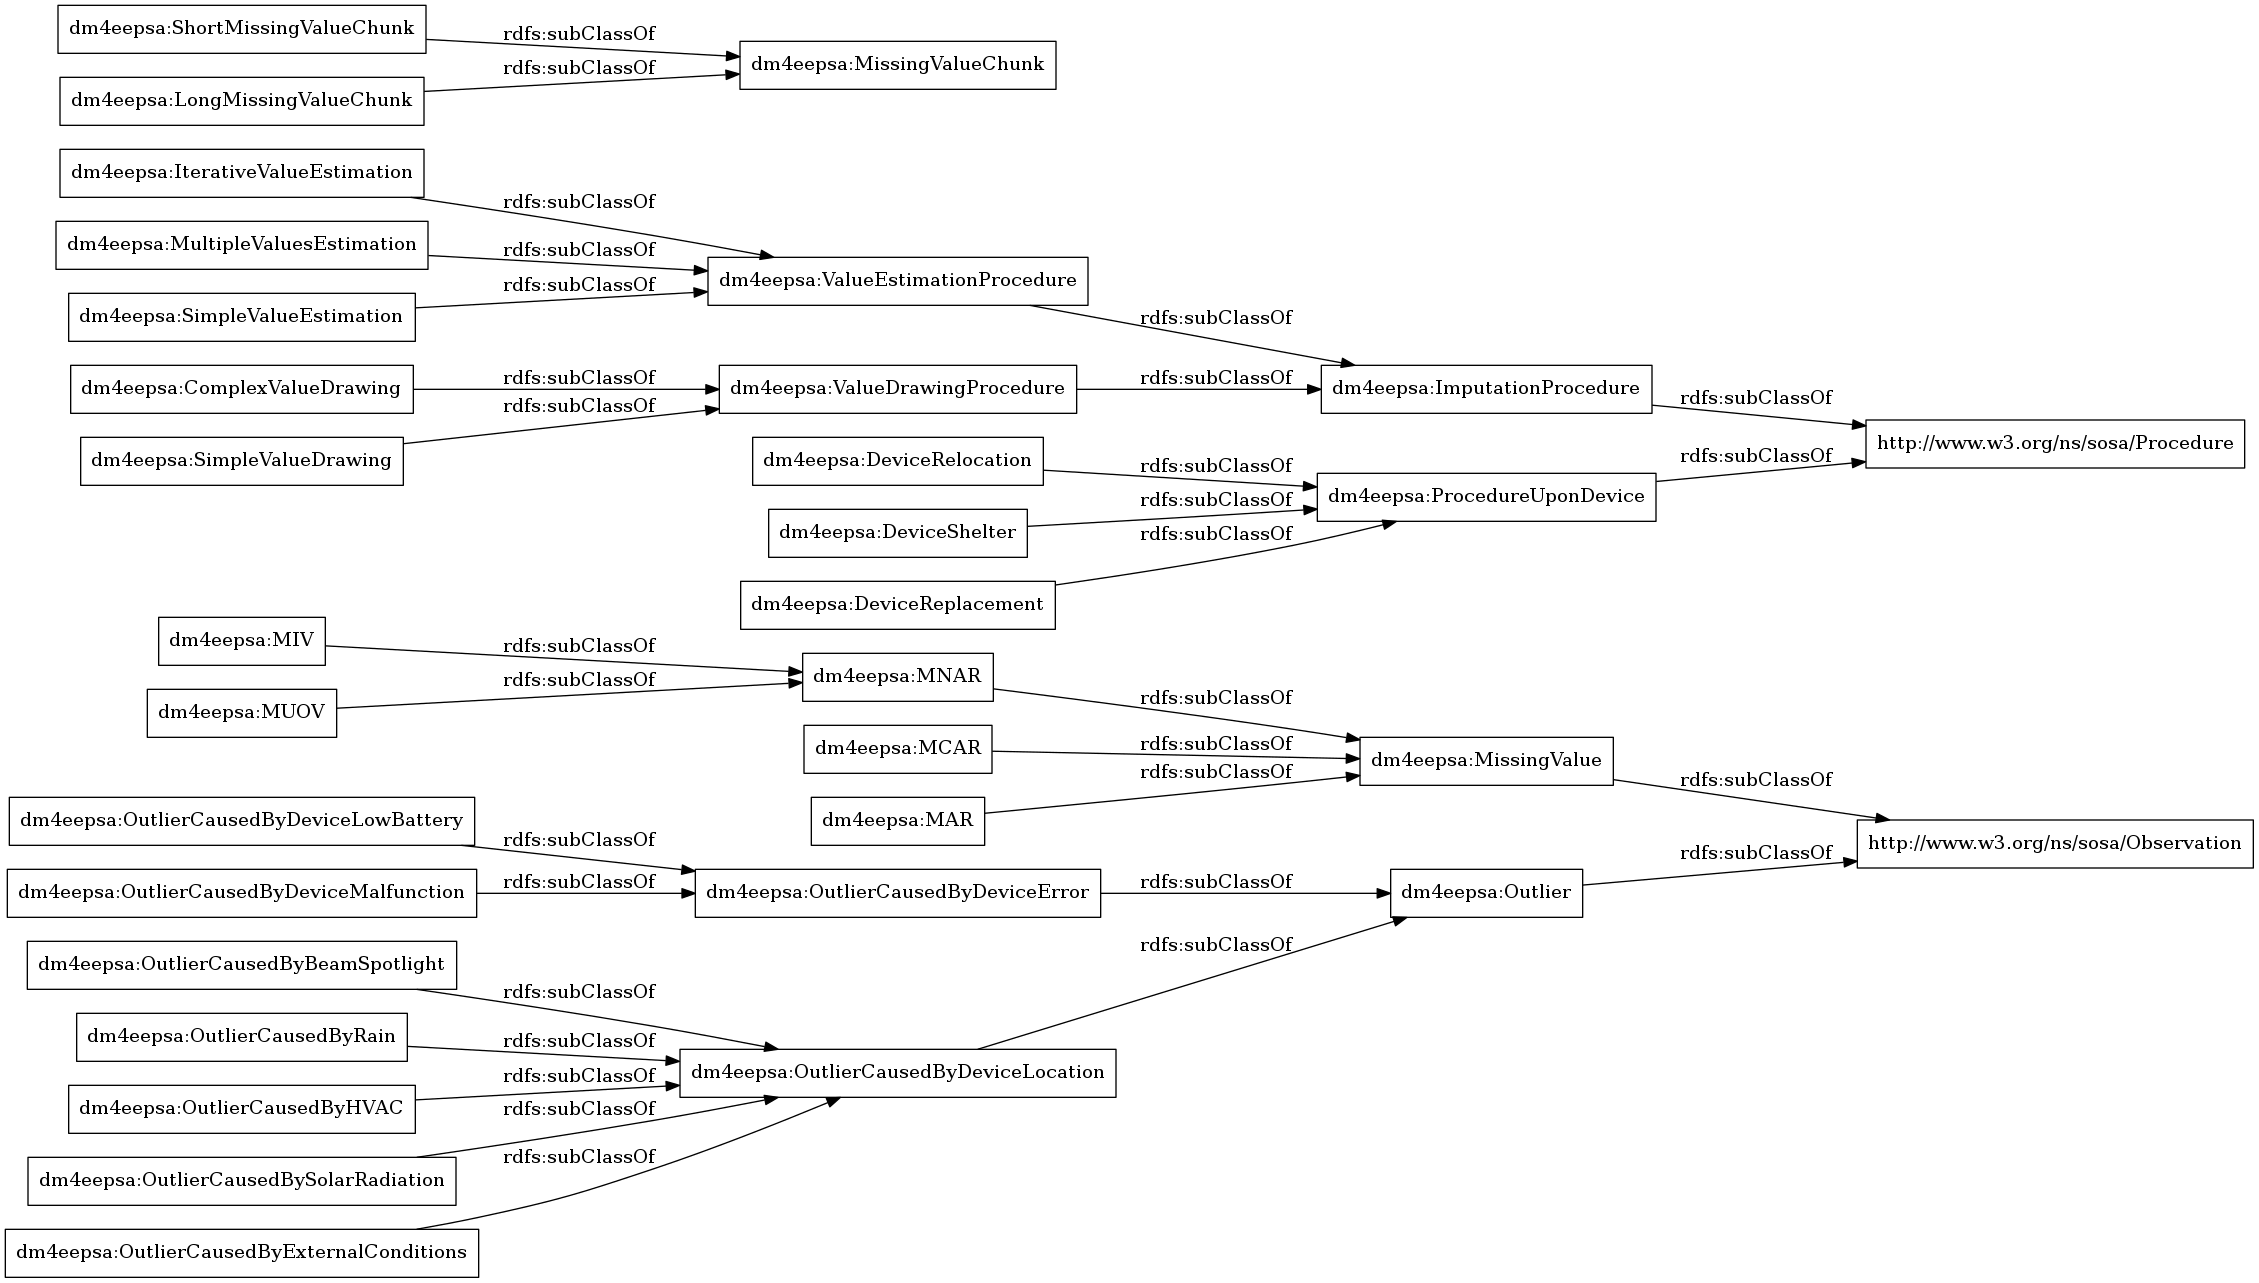 dm4eepsa:ShortMissingValueChunk
rdfs:subClassOf
dm4eepsa:MissingValueChunk
rdfs:subClassOf
dm4eepsa:LongMissingValueChunk
dm4eepsa:IterativeValueEstimation
rdfs:subClassOf
dm4eepsa:MultipleValuesEstimation
rdfs:subClassOf
dm4eepsa:ValueEstimationProcedure
rdfs:subClassOf
dm4eepsa:SimpleValueEstimation
rdfs:subClassOf
dm4eepsa:ComplexValueDrawing
rdfs:subClassOf
dm4eepsa:ValueDrawingProcedure
rdfs:subClassOf
dm4eepsa:ImputationProcedure
rdfs:subClassOf
rdfs:subClassOf
dm4eepsa:SimpleValueDrawing
http://www.w3.org/ns/sosa/Procedure
dm4eepsa:DeviceRelocation
rdfs:subClassOf
rdfs:subClassOf
dm4eepsa:ProcedureUponDevice
rdfs:subClassOf
dm4eepsa:DeviceShelter
rdfs:subClassOf
dm4eepsa:DeviceReplacement
dm4eepsa:MIV
rdfs:subClassOf
dm4eepsa:MNAR
rdfs:subClassOf
dm4eepsa:MUOV
rdfs:subClassOf
dm4eepsa:MCAR
rdfs:subClassOf
dm4eepsa:MissingValue
rdfs:subClassOf
rdfs:subClassOf
dm4eepsa:MAR
dm4eepsa:OutlierCausedByDeviceLowBattery
rdfs:subClassOf
http://www.w3.org/ns/sosa/Observation
rdfs:subClassOf
dm4eepsa:OutlierCausedByDeviceMalfunction
rdfs:subClassOf
dm4eepsa:OutlierCausedByDeviceError
rdfs:subClassOf
dm4eepsa:Outlier
rdfs:subClassOf
dm4eepsa:OutlierCausedByBeamSpotlight
rdfs:subClassOf
dm4eepsa:OutlierCausedByRain
rdfs:subClassOf
dm4eepsa:OutlierCausedByDeviceLocation
rdfs:subClassOf
dm4eepsa:OutlierCausedByHVAC
rdfs:subClassOf
rdfs:subClassOf
dm4eepsa:OutlierCausedBySolarRadiation
dm4eepsa:OutlierCausedByExternalConditions